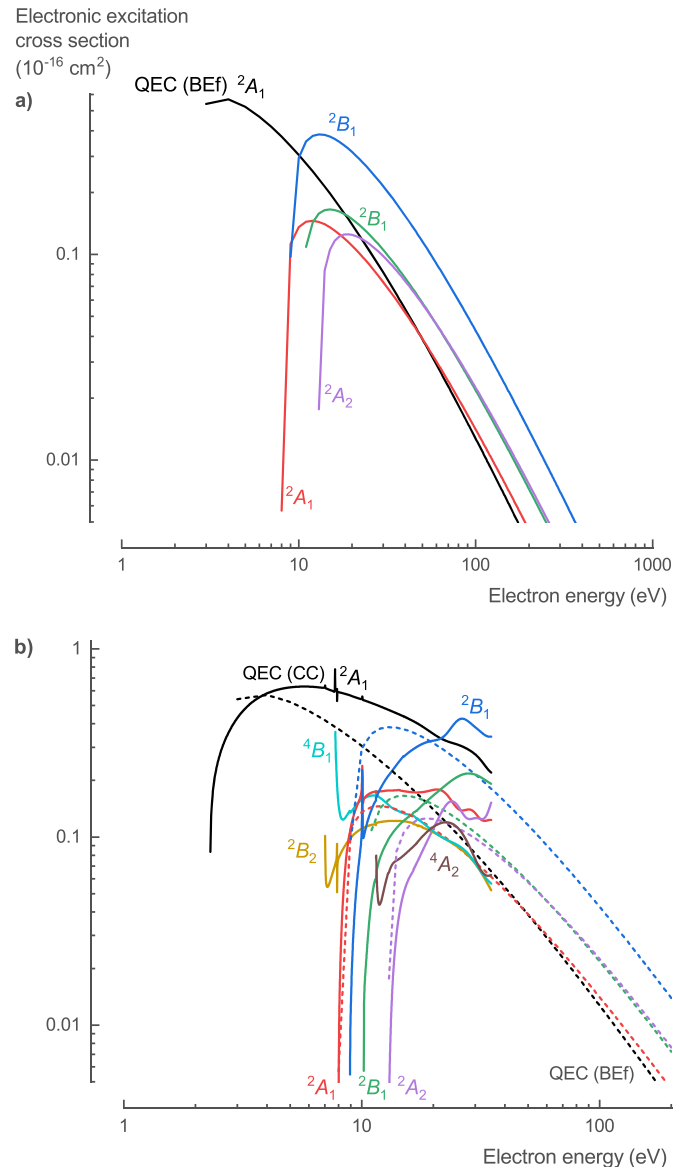 Electronic excitation
cross section
(10⁻¹⁶ cm²)
a)
QEC (BEf) ²A₁
²B₁
²B₁
0.1
²A₂
0.01
²A₁
1
10
100
1000
Electron energy (eV)
b)
1
QEC (CC)
²A₁
²B₁
⁴B₁
0.1
²B₂
⁴A₂
0.01
QEC (BEf)
²A₁
²B₁
²A₂
1
10
100
Electron energy (eV)